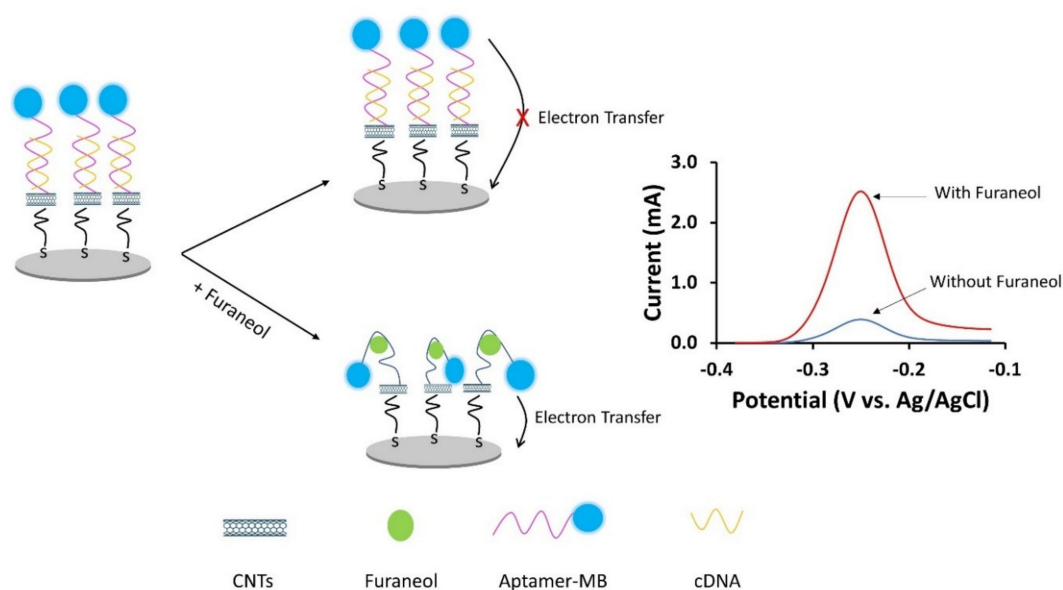 S
S
S
S
S
S
Electron Transfer
X
+ Furaneol
S
S
S
Electron Transfer
3.0
2.0
1.0
0.0
Current (mA)
With Furaneol
Without Furaneol
-0.4
-0.3
-0.2
-0.1
Potential (V vs. Ag/AgCl)
CNTs
Furaneol
Aptamer-MB
cDNA